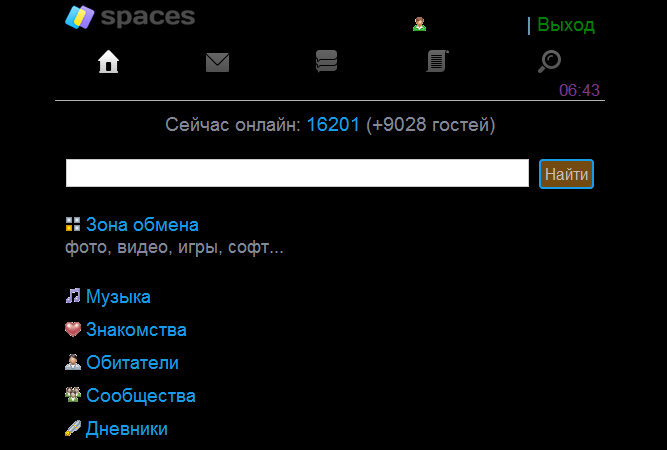 spaces
| Выход
06:43
Сейчас онлайн: 16201 (+9028 гостей)
Найти
Зона обмена
фото, видео, игры, софт...
Музыка
Знакомства
Обитатели
Сообщества
Дневники